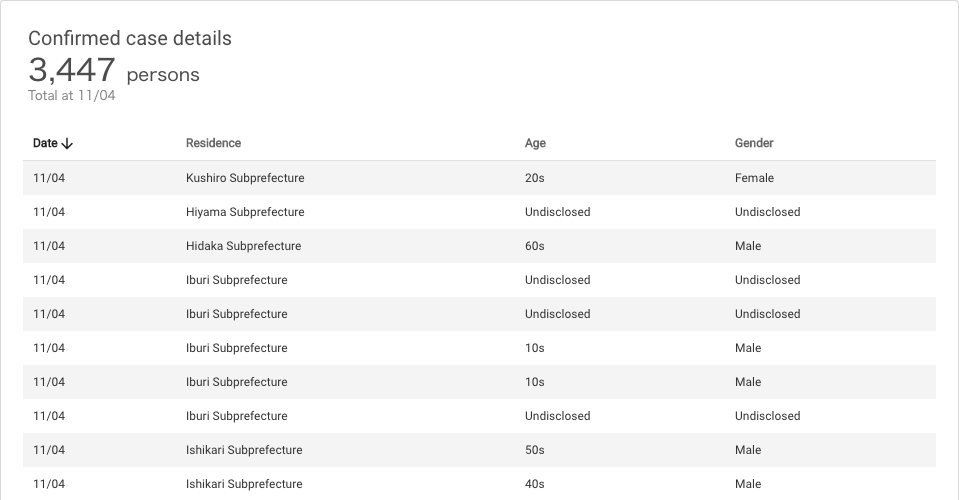 Confirmed case details
3,447 persons
Total at 11/04
Date Residence Age Gender
11/04 Kushiro Subprefecture 20s Female
11/04 Hiyama Subprefecture Undisclosed Undisclosed
11/04 Hidaka Subprefecture 60s Male
11/04 Iburi Subprefecture Undisclosed Undisclosed
11/04 Iburi Subprefecture Undisclosed Undisclosed
11/04 Iburi Subprefecture 10s Male
11/04 Iburi Subprefecture 10s Male
11/04 Iburi Subprefecture Undisclosed Undisclosed
11/04 Ishikari Subprefecture 50s Male
11/04 Ishikari Subprefecture 40s Male